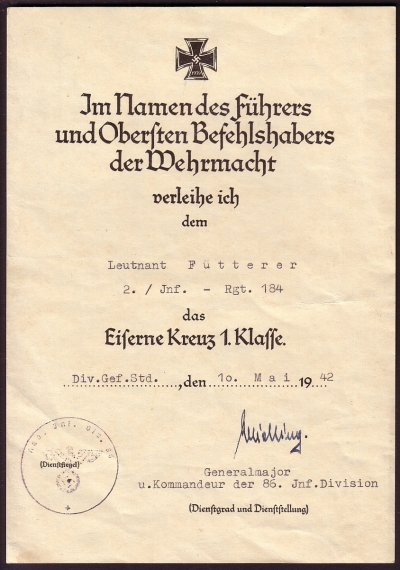 Im Namen des Führers
und Obersten Befehlshabers
der Wehrmacht
verleihe ich
dem
Leutnant Fütterer
2. / Jnf. - Rgt. 184
das
Eiserne Kreuz 1. Klasse.
Div.Gef.Std. , den 10. Mai 19 42
(Dienstsiegel)
Generalmajor
u.Kommandeur der 86. Jnf.Division
(Dienstgrad und Dienststellung)